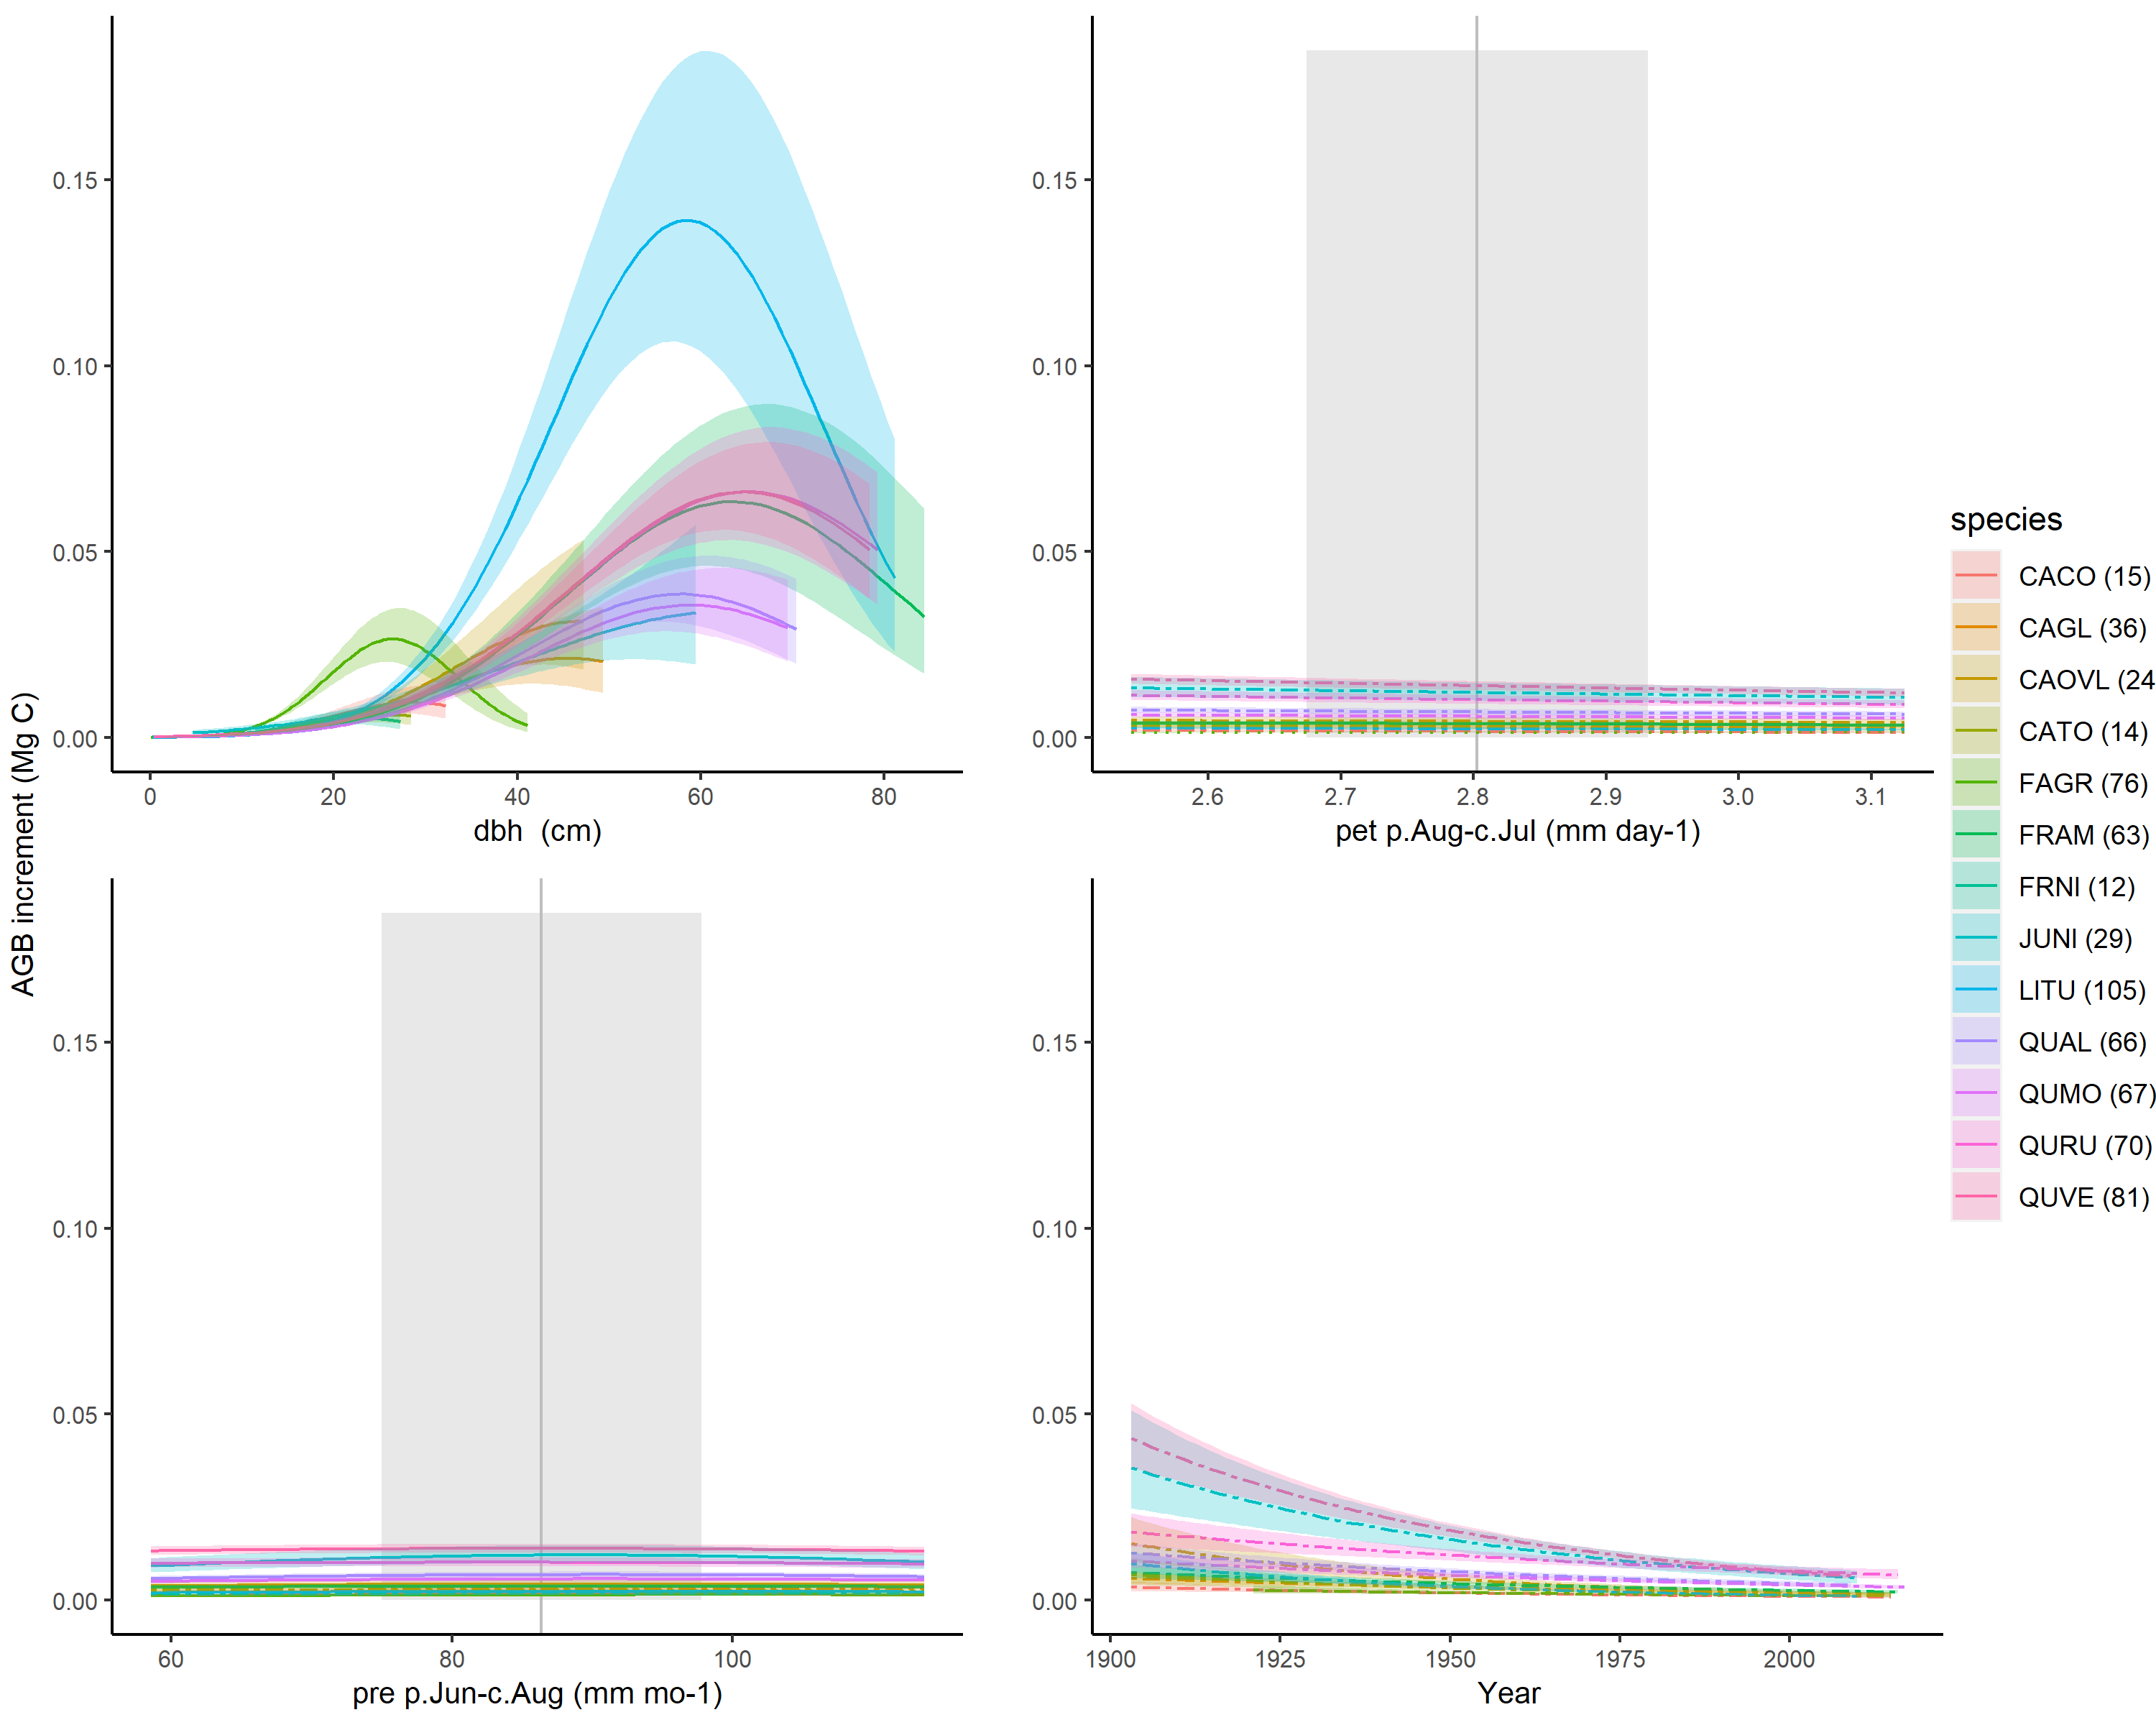 AGB increment (Mg C)
0.15
0.10
0.05
0.00
0 20 40 60 80
dbh (cm)
0.15
0.10
0.05
0.00
2.6 2.7 2.8 2.9 3.0 3.1
pet p.Aug-c.Jul (mm day-1)
0.15
0.10
0.05
0.00
60 80 100
pre p.Jun-c.Aug (mm mo-1)
0.15
0.10
0.05
0.00
1900 1925 1950 1975 2000
Year
species
CACO (15)
CAGL (36)
CAOVL (24
CATO (14)
FAGR (76)
FRAM (63)
FRNI (12)
JUNI (29)
LITU (105)
QUAL (66)
QUMO (67)
QURU (70)
QUVE (81)